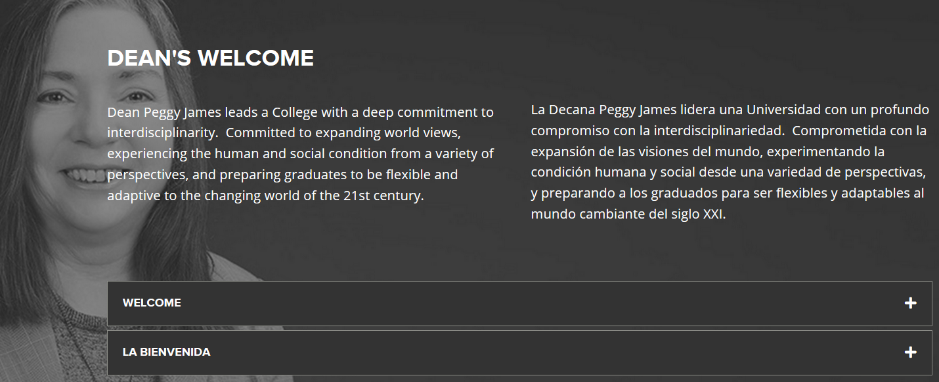 DEAN'S WELCOME
Dean Peggy James leads a College with a deep commitment to
interdisciplinarity.  Committed to expanding world views,
experiencing the human and social condition from a variety of
perspectives, and preparing graduates to be flexible and
adaptive to the changing world of the 21st century.
La Decana Peggy James lidera una Universidad con un profundo
compromiso con la interdisciplinariedad.  Comprometida con la
expansión de las visiones del mundo, experimentando la
condición humana y social desde una variedad de perspectivas,
y preparando a los graduados para ser flexibles y adaptables al
mundo cambiante del siglo XXI.
WELCOME
LA BIENVENIDA